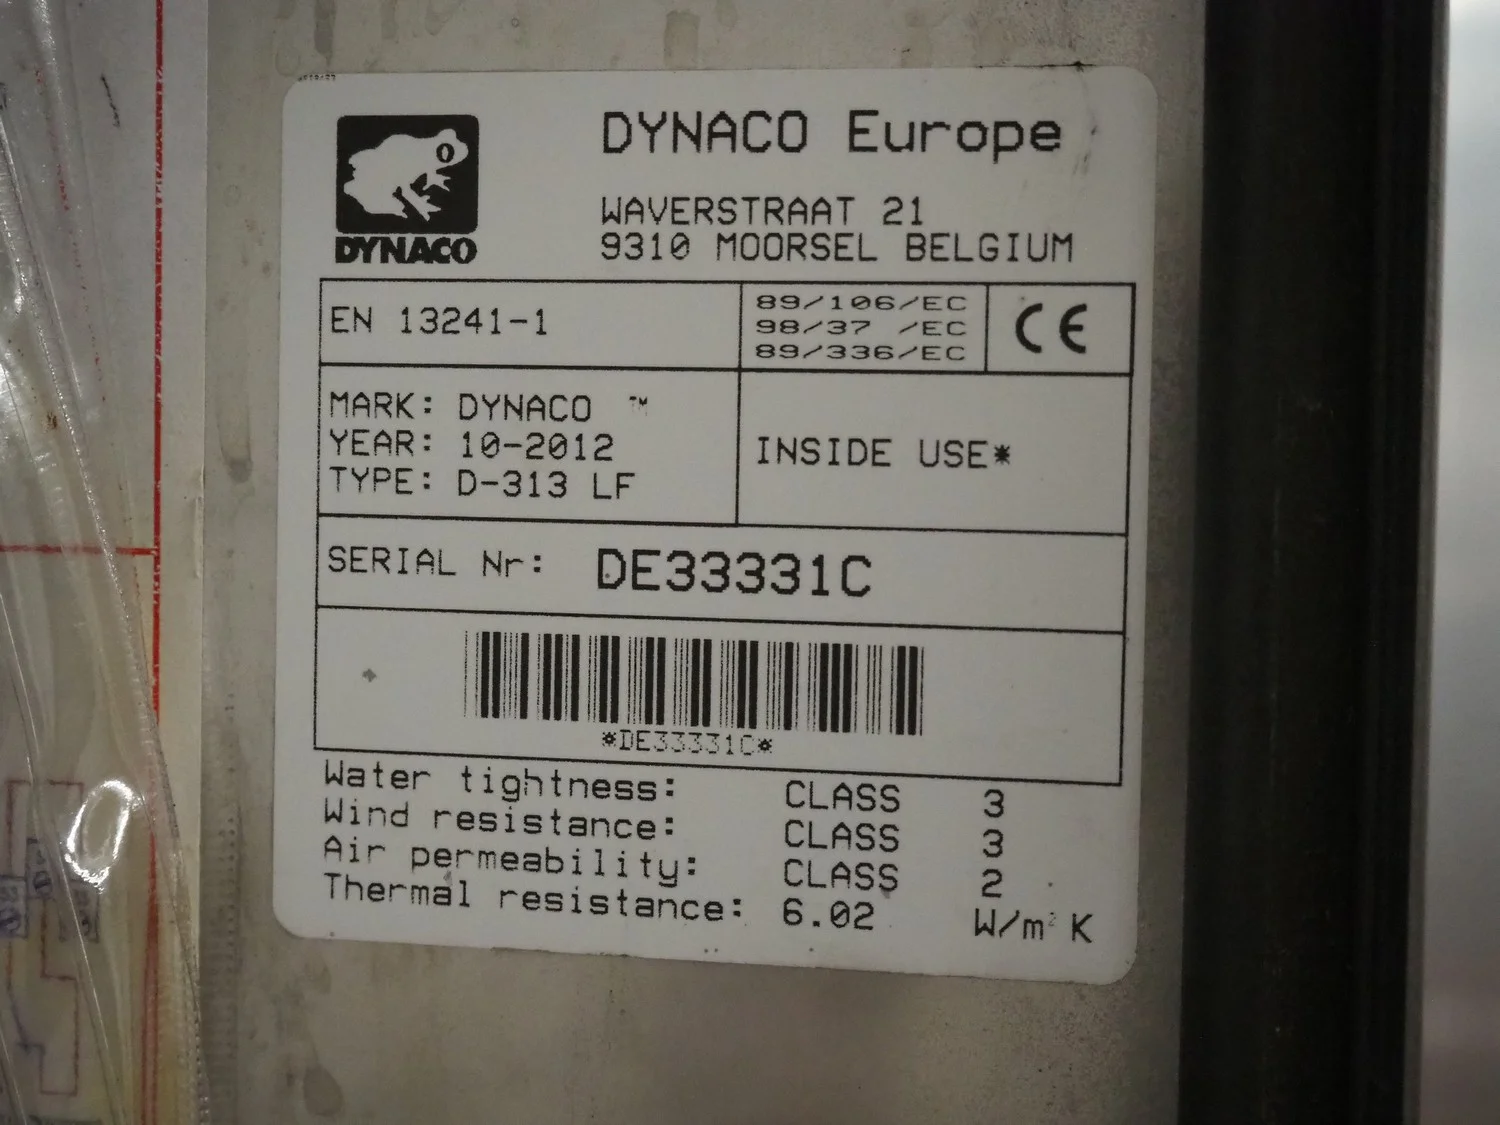 DYNACO
DYNACO Europe
WAVERSTRAAT 21
9310 MOORSEL BELGIUM
EN 13241-1
89/106/EC
98/37 /EC
89/336/EC
CE
MARK: DYNACO ™
YEAR: 10-2012
TYPE: D-313 LF
INSIDE USE*
SERIAL Nr: DE33331C
*DE33331C*
Water tightness: CLASS 3
Wind resistance: CLASS 3
Air permeability: CLASS 2
Thermal resistance: 6.02 W/m² K